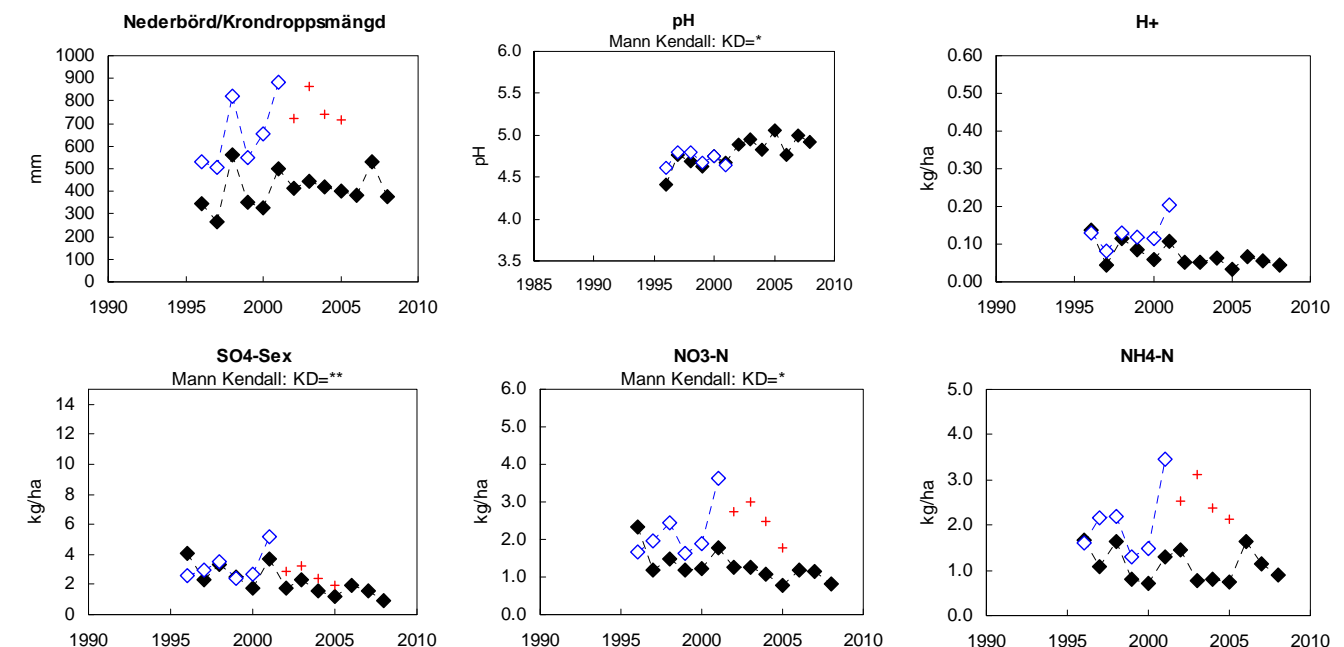 Nederbörd/Krondroppsmängd
1000
900
800
700
600
500
400
300
200
100
0
mm
1990 1995 2000 2005 2010
pH
Mann Kendall: KD=*
6.0
5.5
5.0
4.5
4.0
3.5
pH
1985 1990 1995 2000 2005 2010
H+
0.60
0.50
0.40
0.30
0.20
0.10
0.00
kg/ha
1990 1995 2000 2005 2010
SO4-Sex
Mann Kendall: KD=**
14
12
10
8
6
4
2
0
kg/ha
1990 1995 2000 2005 2010
NO3-N
Mann Kendall: KD=*
6.0
5.0
4.0
3.0
2.0
1.0
0.0
kg/ha
1990 1995 2000 2005 2010
NH4-N
5.0
4.0
3.0
2.0
1.0
0.0
kg/ha
1990 1995 2000 2005 2010